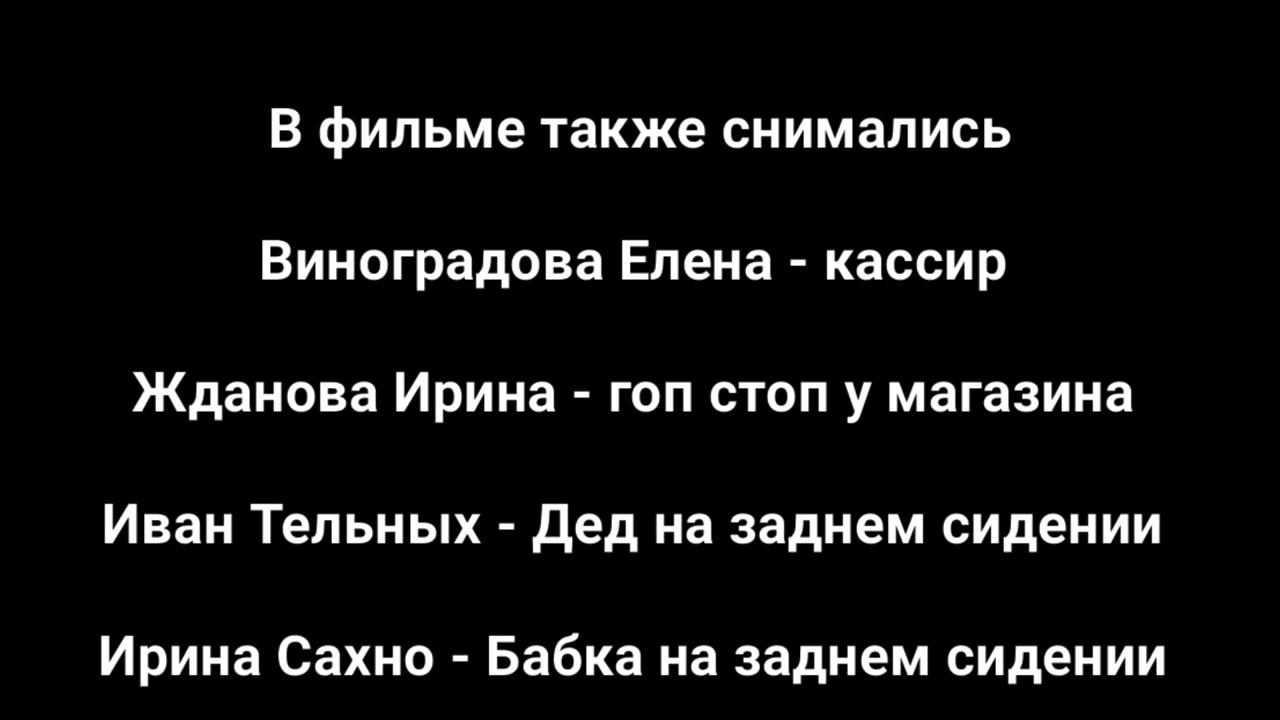 В фильме также снимались
Виноградова Елена - кассир
Жданова Ирина - гоп стоп у магазина
Иван Тельных - Дед на заднем сидении
Ирина Сахно - Бабка на заднем сидении